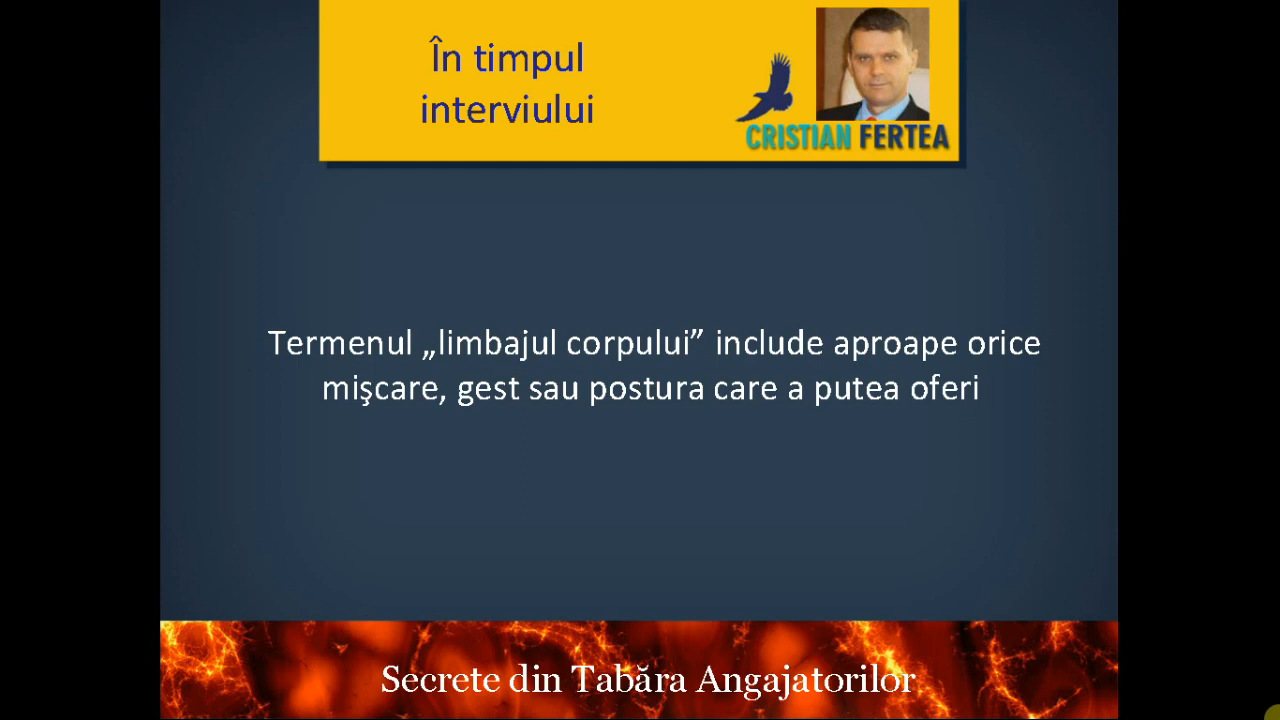 În timpul
interviului
CRISTIAN FERTEA
Termenul „limbajul corpului” include aproape orice
mişcare, gest sau postura care a putea oferi
Secrete din Tabăra Angajatorilor